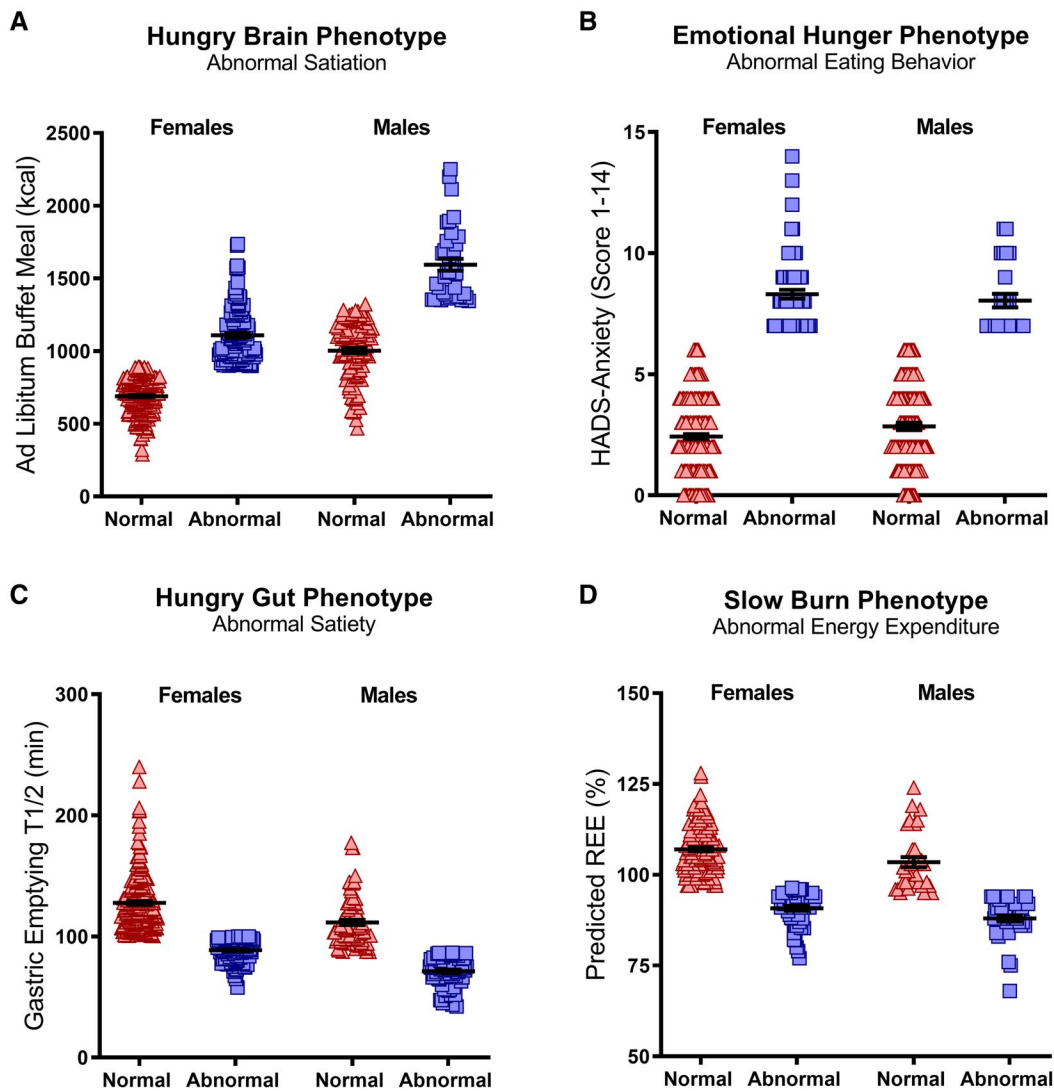 A
Hungry Brain Phenotype
Abnormal Satiation
Females
Males
Ad Libitum Buffet Meal (kcal)
2500
2000
1500
1000
500
0
Normal
Abnormal
Normal
Abnormal
B
Emotional Hunger Phenotype
Abnormal Eating Behavior
Females
Males
HADS-Anxiety (Score 1-14)
15
10
5
0
Normal
Abnormal
Normal
Abnormal
C
Hungry Gut Phenotype
Abnormal Satiety
Females
Males
Gastric Emptying T1/2 (min)
300
200
100
0
Normal
Abnormal
Normal
Abnormal
D
Slow Burn Phenotype
Abnormal Energy Expenditure
Females
Males
Predicted REE (%)
150
125
100
75
50
Normal
Abnormal
Normal
Abnormal